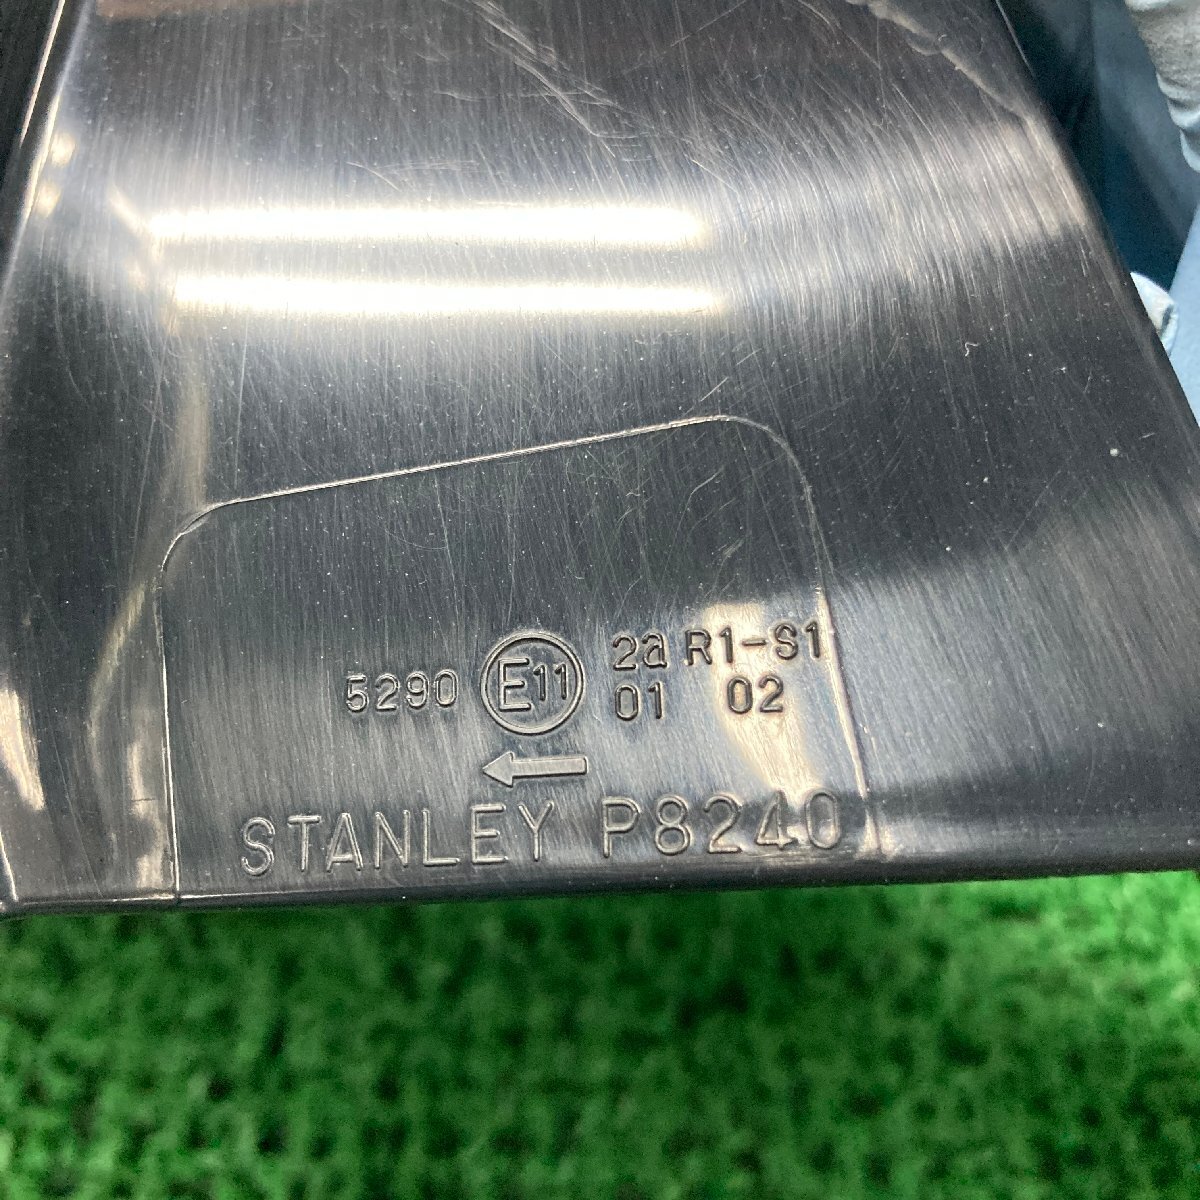 5290 E11 2a R1-S1
01 02
STANLEY P8240